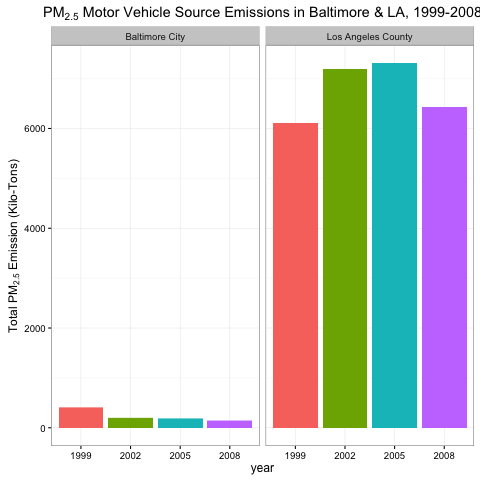 PM2.5 Motor Vehicle Source Emissions in Baltimore & LA, 1999-2008
Baltimore City
Los Angeles County
Total PM2.5 Emission (Kilo-Tons)
6000
4000
2000
0
1999 2002 2005 2008
1999 2002 2005 2008
year